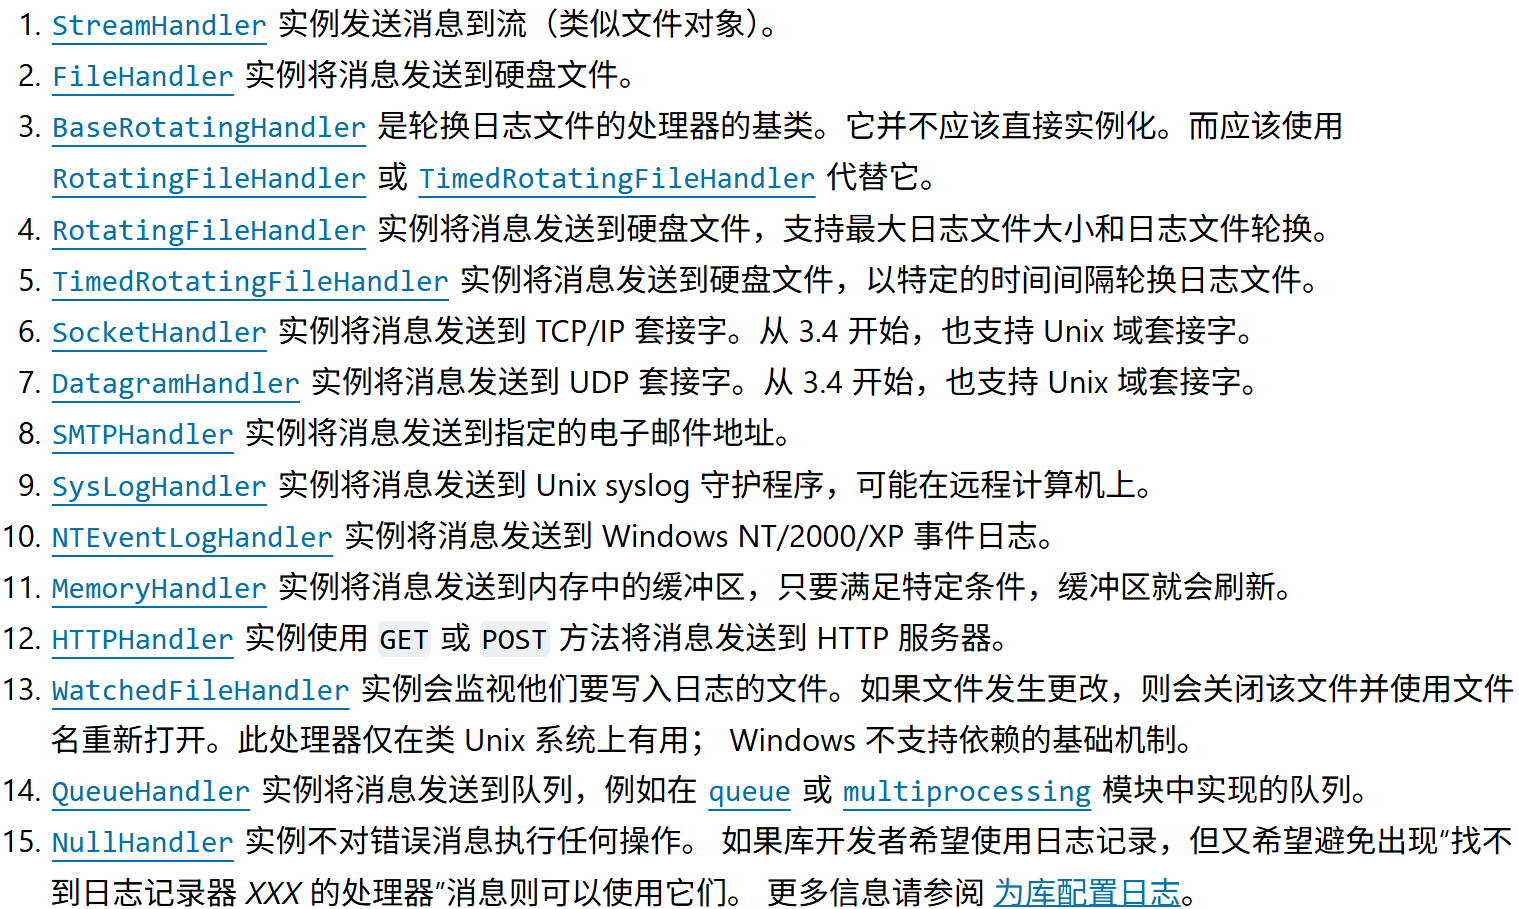 1. StreamHandler 实例发送消息到流（类似文件对象）。
2. FileHandler 实例将消息发送到硬盘文件。
3. BaseRotatingHandler 是轮换日志文件的处理器的基类。它并不应该直接实例化。而应该使用
RotatingFileHandler 或 TimedRotatingFileHandler 代替它。
4. RotatingFileHandler 实例将消息发送到硬盘文件，支持最大日志文件大小和日志文件轮换。
5. TimedRotatingFileHandler 实例将消息发送到硬盘文件，以特定的时间间隔轮换日志文件。
6. SocketHandler 实例将消息发送到 TCP/IP 套接字。从 3.4 开始，也支持 Unix 域套接字。
7. DatagramHandler 实例将消息发送到 UDP 套接字。从 3.4 开始，也支持 Unix 域套接字。
8. SMTPHandler 实例将消息发送到指定的电子邮件地址。
9. SysLogHandler 实例将消息发送到 Unix syslog 守护程序，可能在远程计算机上。
10. NTEventLogHandler 实例将消息发送到 Windows NT/2000/XP 事件日志。
11. MemoryHandler 实例将消息发送到内存中的缓冲区，只要满足特定条件，缓冲区就会刷新。
12. HTTPHandler 实例使用 GET 或 POST 方法将消息发送到 HTTP 服务器。
13. WatchedFileHandler 实例会监视他们要写入日志的文件。如果文件发生更改，则会关闭该文件并使用文件
名重新打开。此处理器仅在类 Unix 系统上有用； Windows 不支持依赖的基础机制。
14. QueueHandler 实例将消息发送到队列，例如在 queue 或 multiprocessing 模块中实现的队列。
15. NullHandler 实例不对错误消息执行任何操作。 如果库开发者希望使用日志记录，但又希望避免出现“找不
到日志记录器 XXX 的处理器”消息则可以使用它们。 更多信息请参阅 为库配置日志。